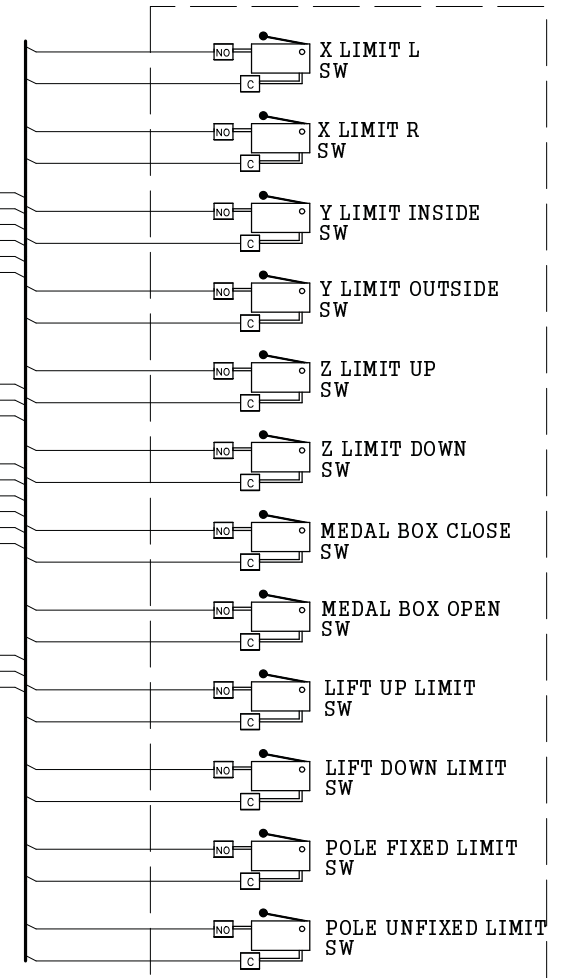 NO X LIMIT L
C SW
NO X LIMIT R
C SW
NO Y LIMIT INSIDE
C SW
NO Y LIMIT OUTSIDE
C SW
NO Z LIMIT UP
C SW
NO Z LIMIT DOWN
C SW
NO MEDAL BOX CLOSE
C SW
NO MEDAL BOX OPEN
C SW
NO LIFT UP LIMIT
C SW
NO LIFT DOWN LIMIT
C SW
NO POLE FIXED LIMIT
C SW
NO POLE UNFIXED LIMIT
C SW